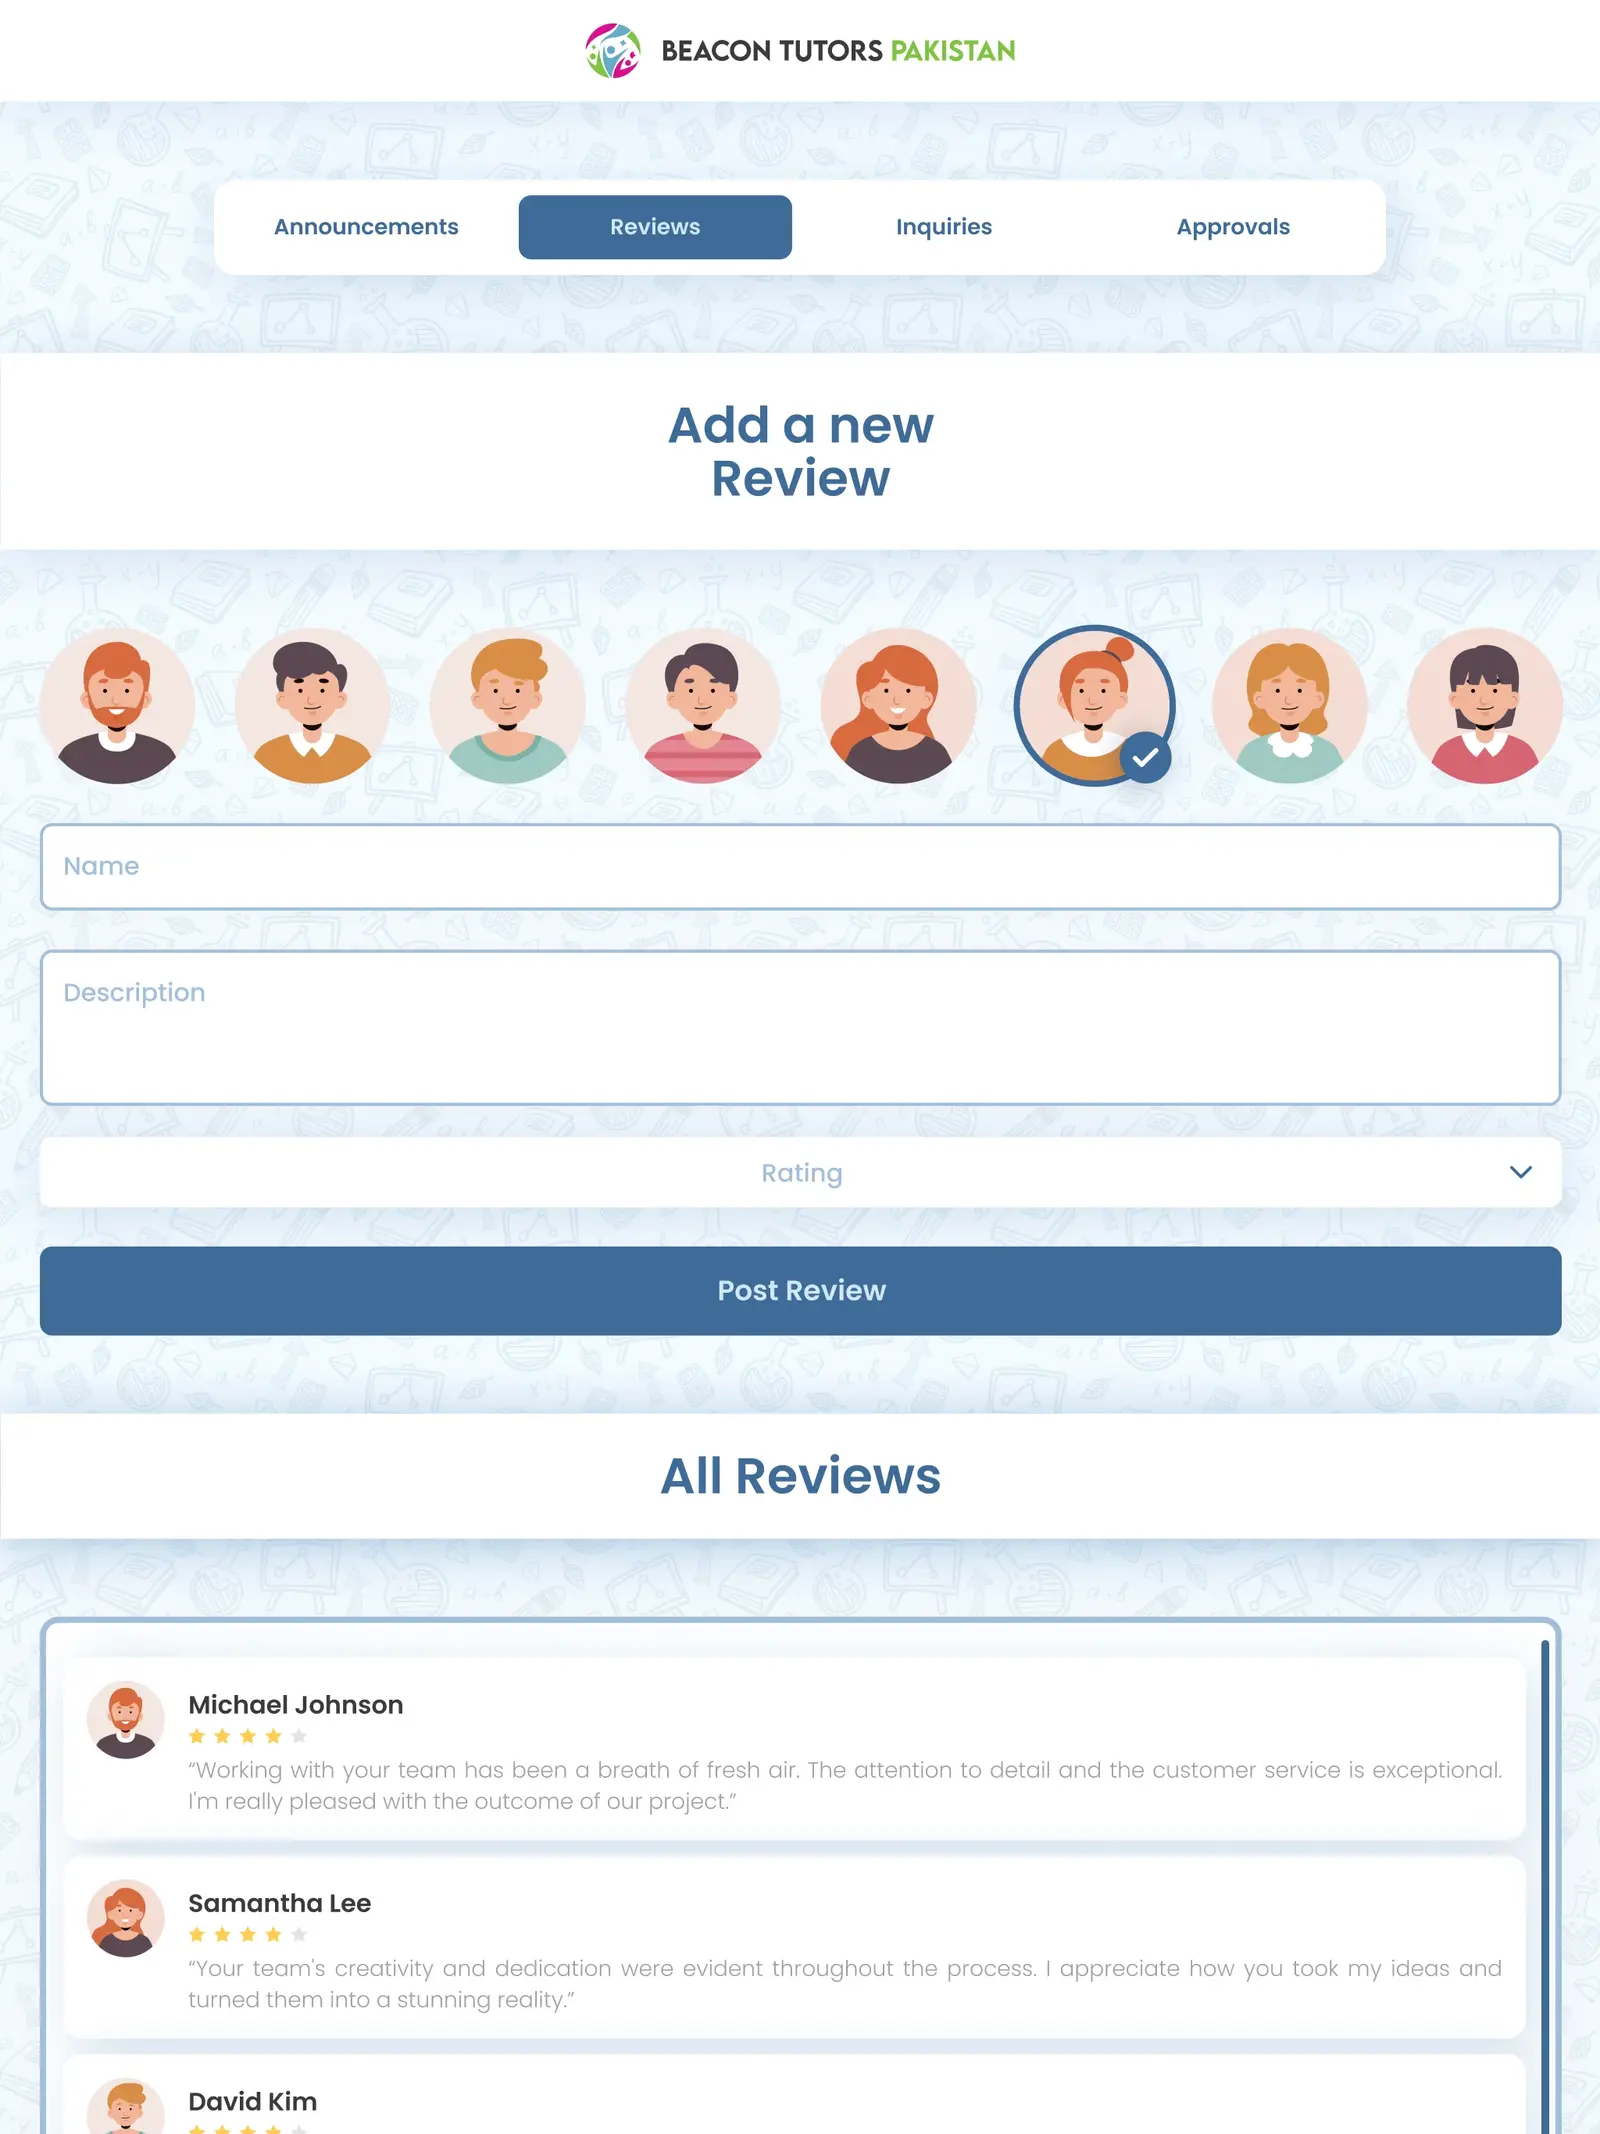 BEACON TUTORS PAKISTAN
Announcements
Reviews
Inquiries
Approvals
Add a new
Review
Name
Description
Rating
Post Review
All Reviews
Michael Johnson
“Working with your team has been a breath of fresh air. The attention to detail and the customer service is exceptional.
I'm really pleased with the outcome of our project.”
Samantha Lee
“Your team's creativity and dedication were evident throughout the process. I appreciate how you took my ideas and
turned them into a stunning reality.”
David Kim